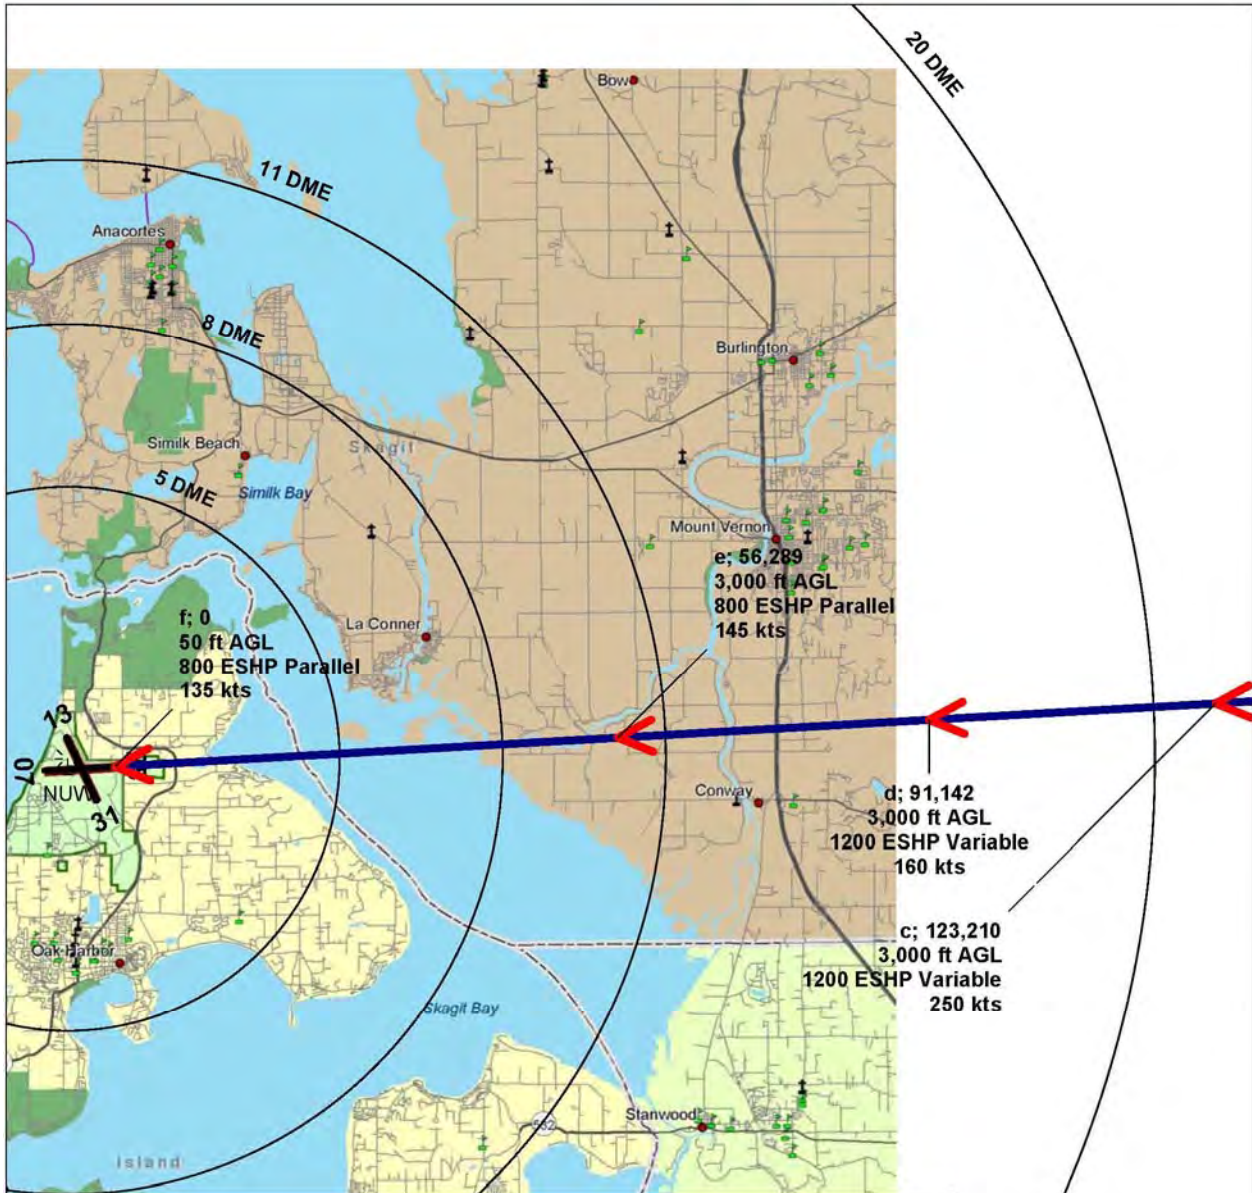 20 DME
Bow
11 DME
Anacortes
8 DME
Burlington
Similk Beach
Skagit
5 DME
Similk Bay
Mount Vernon
e; 56,289
3,000 ft AGL
800 ESHP Parallel
145 kts
f; 0
50 ft AGL
800 ESHP Parallel
135 kts
La Conner
13
07
NUW
31
Conway
d; 91,142
3,000 ft AGL
1200 ESHP Variable
160 kts
c; 123,210
3,000 ft AGL
1200 ESHP Variable
250 kts
Oak Harbor
Skagit Bay
Stanwood
532
Island